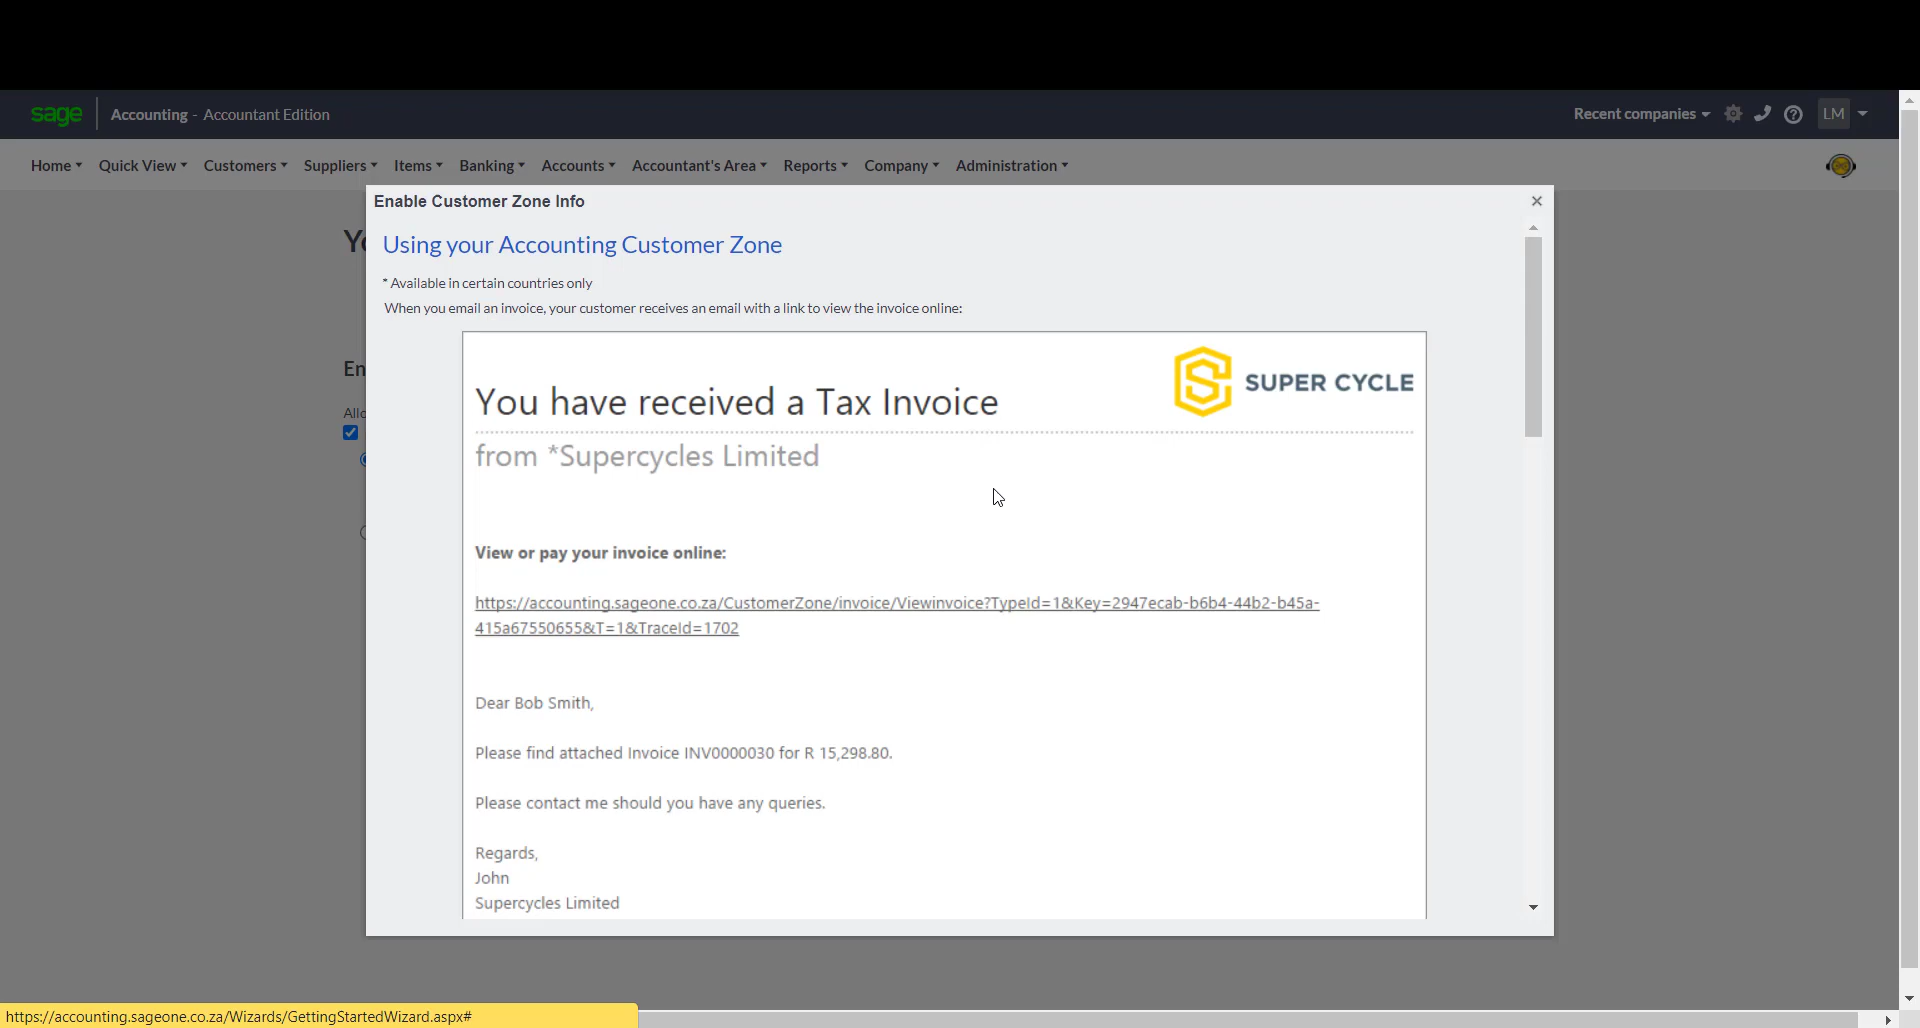 sage Accounting - Accountant Edition Recent companies LM
Home Quick View Customers Suppliers Items Banking Accounts Accountant's Area Reports Company Administration
Enable Customer Zone Info
Using your Accounting Customer Zone
* Available in certain countries only
When you email an invoice, your customer receives an email with a link to view the invoice online:
SUPER CYCLE
You have received a Tax Invoice
from *Supercycles Limited
View or pay your invoice online:
https://accounting.sageone.co.za/CustomerZone/invoice/Viewinvoice?TypeId=1&Key=2947ecab-b6b4-44b2-b45a-
415a67550655&T=1&TraceId=1702
Dear Bob Smith,
Please find attached Invoice INV0000030 for R 15,298.80.
Please contact me should you have any queries.
Regards,
John
Supercycles Limited
https://accounting.sageone.co.za/Wizards/GettingStartedWizard.aspx#